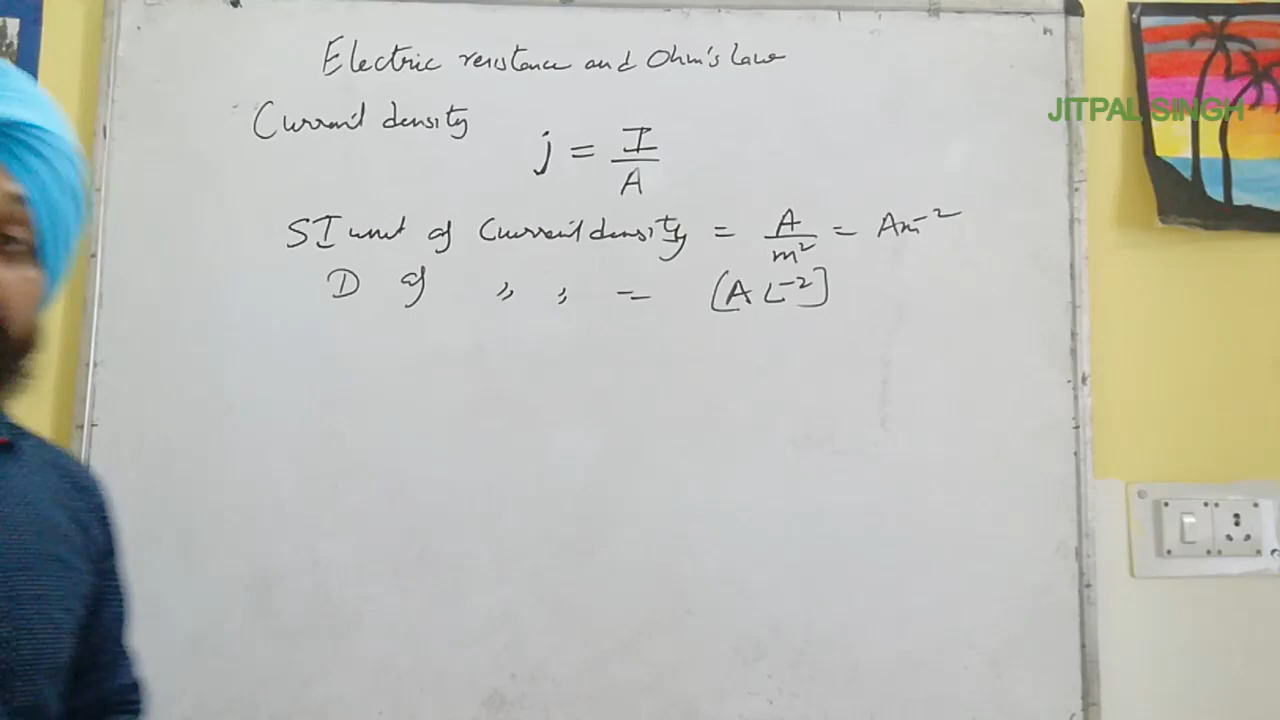 Electric resistance and Ohm's law
JITPAL SINGH
Current density
j = I/A
SI unit of Current density = A/m² = Am⁻²
D of " " = [A L⁻²]